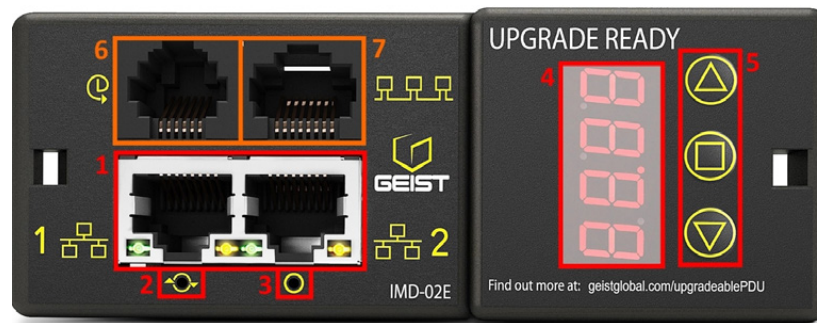 6
7
UPGRADE READY
4
5
1
GEIST
1
2
2
3
IMD-02E
Find out more at: geistglobal.com/upgradeablePDU